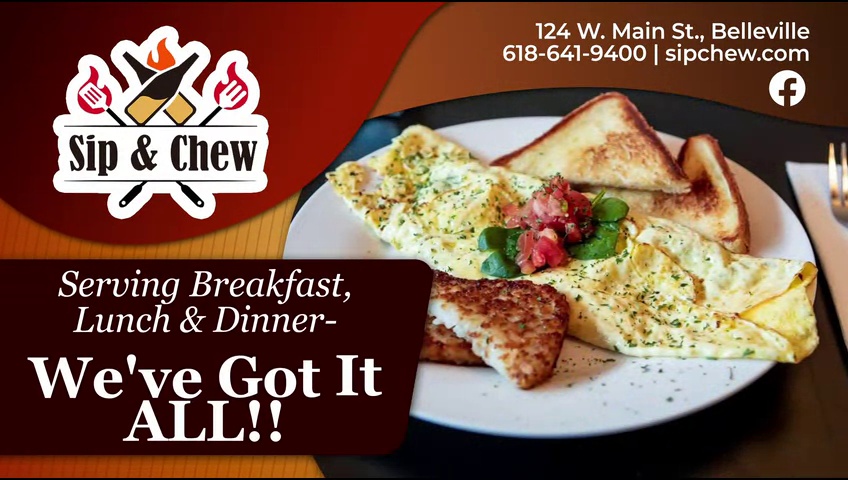 124 W. Main St., Belleville
618-641-9400 | sipchew.com
Sip & Chew
Serving Breakfast,
Lunch & Dinner-
We've Got It
ALL!!